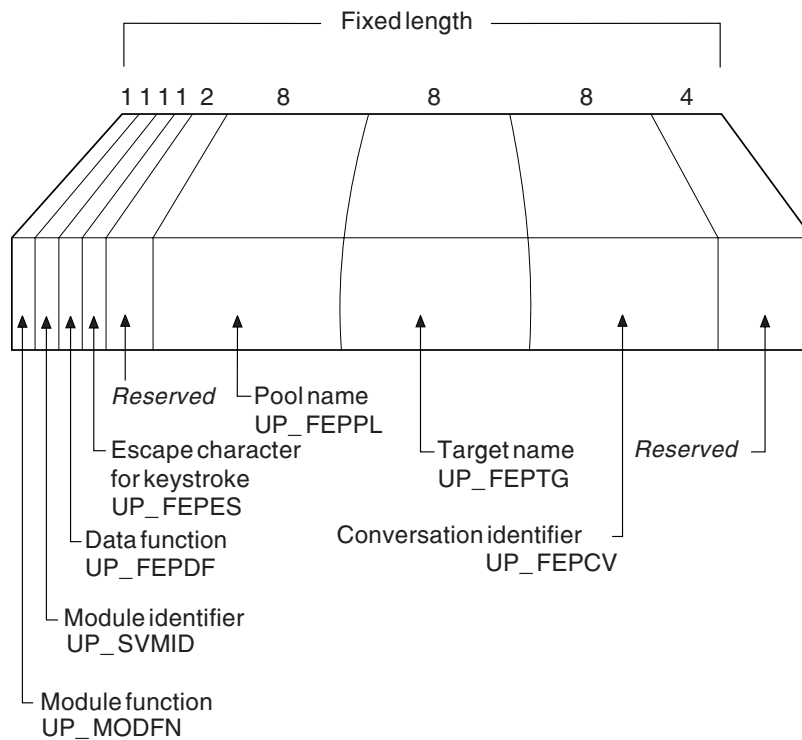 Fixed length
1 1 1 1 2 8 8 8 4
Reserved
Pool name
UP_FEPPL
Escape character
for keystroke
UP_FEPES
Target name
UP_FEPTG
Reserved
Data function
UP_FEPDF
Conversation identifier
UP_FEPCV
Module identifier
UP_SVMID
Module function
UP_MODFN